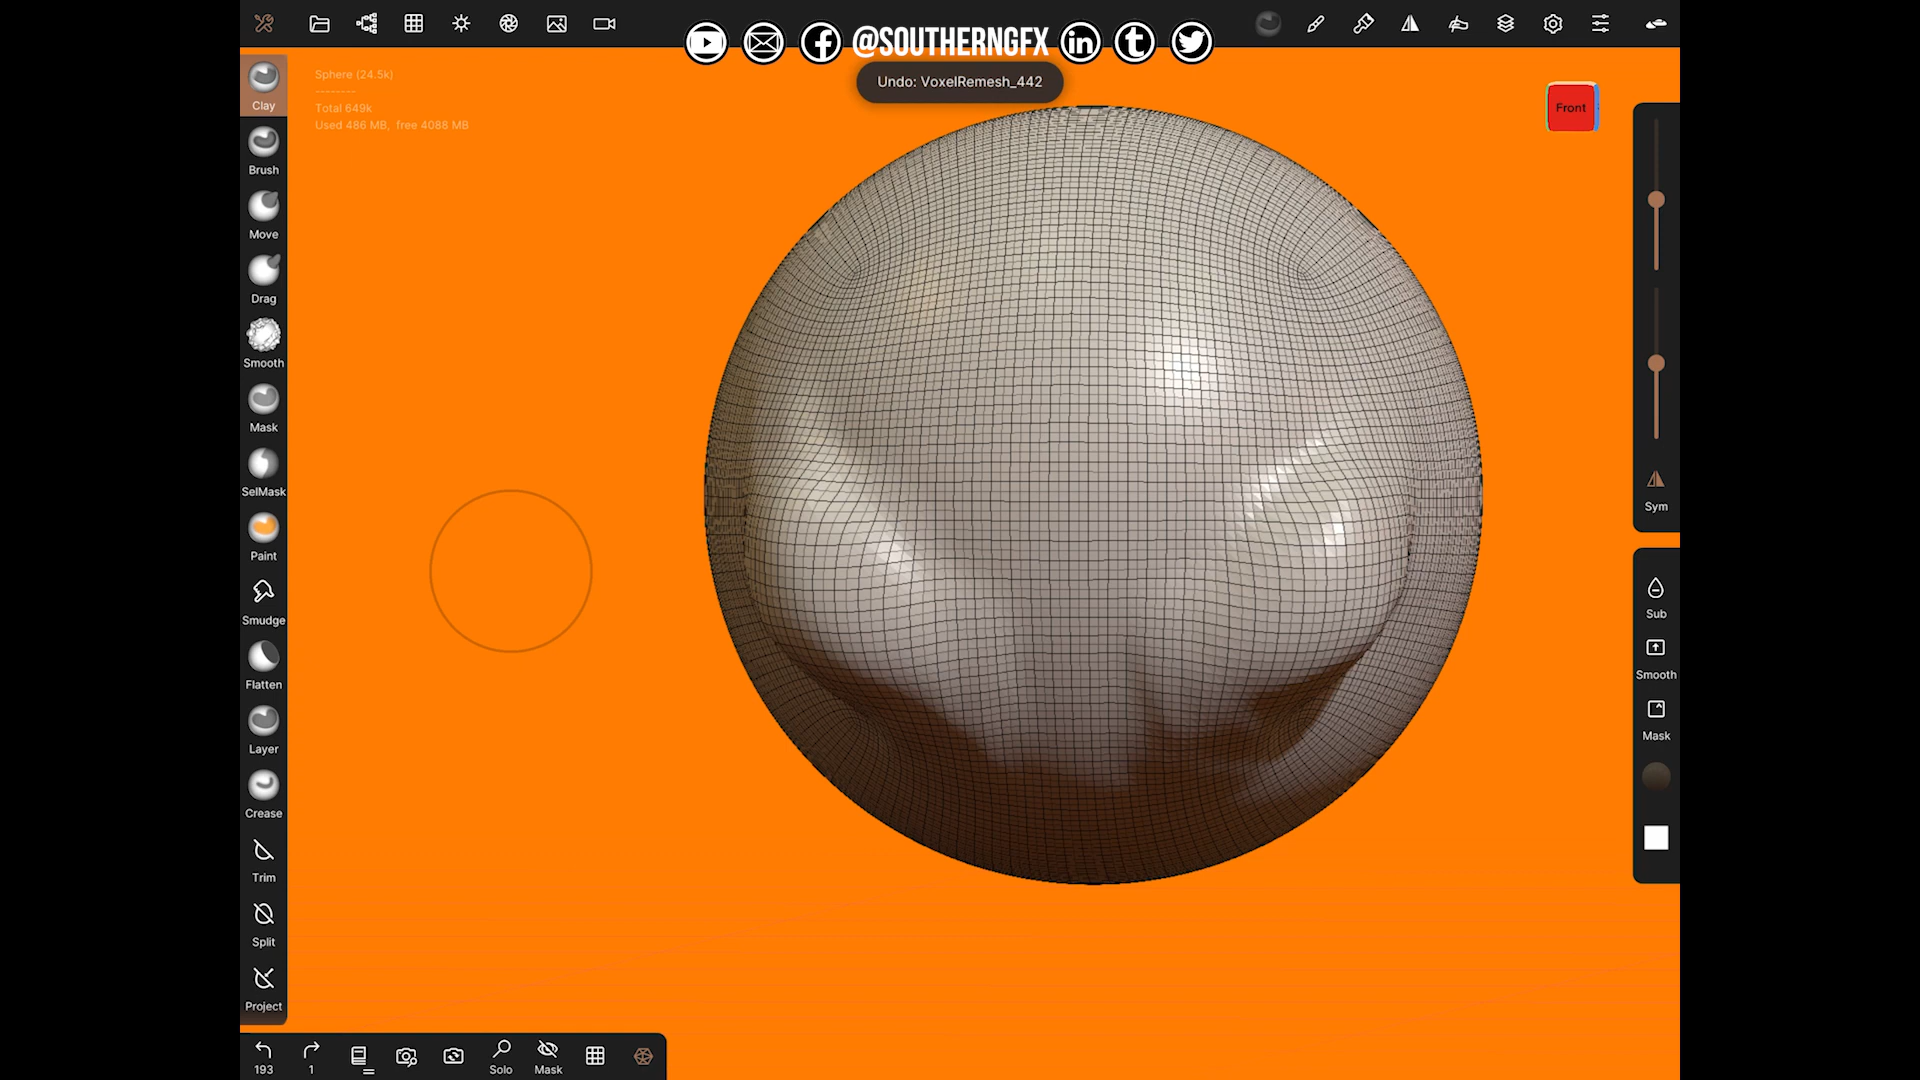 @SOUTHERNGFX
Undo: VoxelRemesh_442
Sphere (24.5k)
--------
Total 649k
Used 486 MB, free 4088 MB
Front
Clay
Brush
Move
Drag
Smooth
Mask
SelMask
Paint
Smudge
Flatten
Layer
Crease
Trim
Split
Project
Sym
Sub
Smooth
Mask
193
1
Solo
Mask